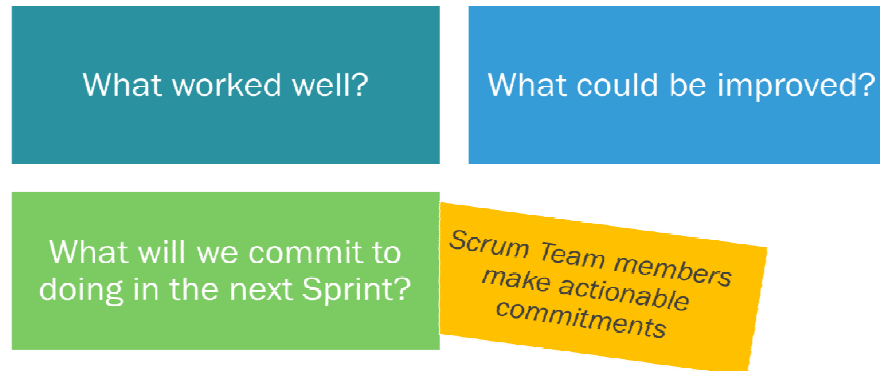 What worked well?
What could be improved?
What will we commit to
doing in the next Sprint?
Scrum Team members
make actionable
commitments